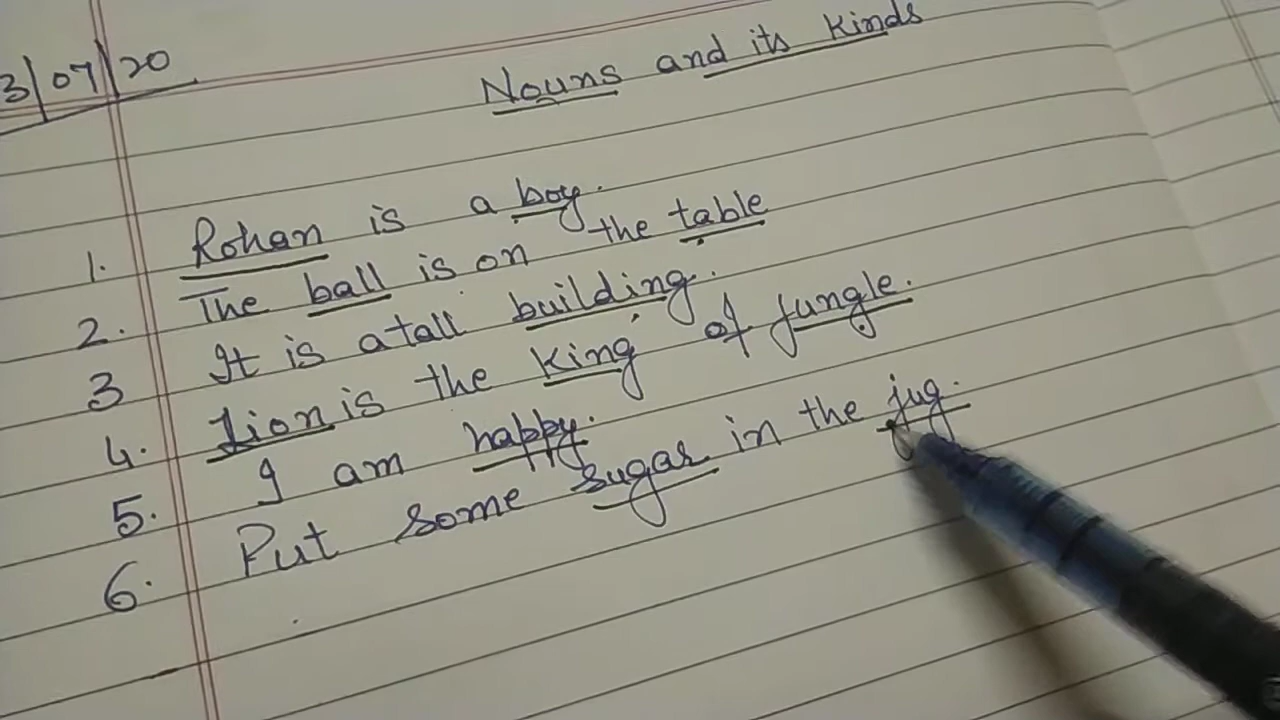 3/07/20
Nouns and its Kinds
1. Rohan is a boy.
2. The ball is on the table
3 It is a tall building.
4. Lion is the King of jungle.
5. I am happy.
6. Put some sugar in the jug.